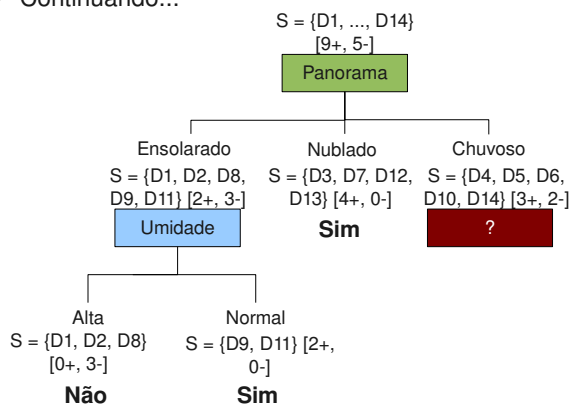 Continuando...
S = {D1, ..., D14}
[9+, 5-]
Panorama
Ensolarado
S = {D1, D2, D8,
D9, D11} [2+, 3-]
Umidade
Nublado
S = {D3, D7, D12,
D13} [4+, 0-]
Sim
Chuvoso
S = {D4, D5, D6,
D10, D14} [3+, 2-]
?
Alta
S = {D1, D2, D8}
[0+, 3-]
Não
Normal
S = {D9, D11} [2+,
0-]
Sim